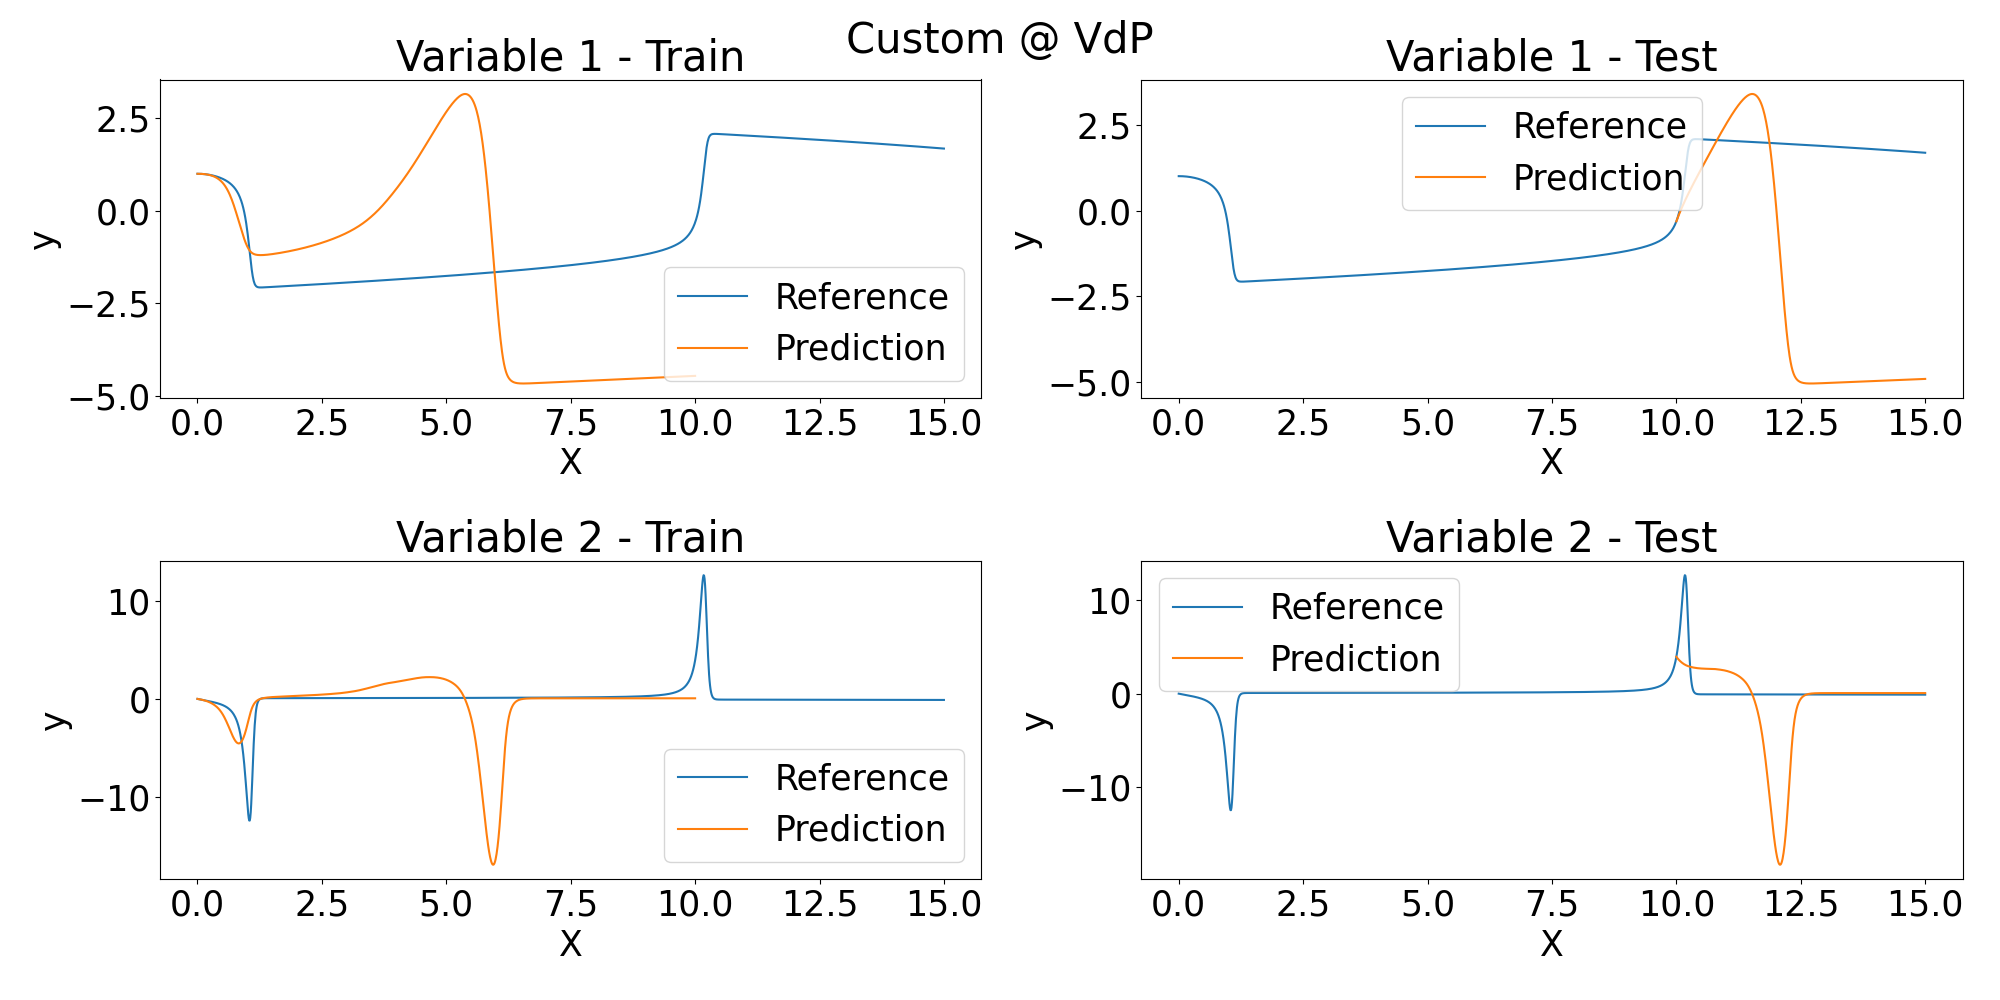 Custom @ VdP
Variable 1 - Train
2.5
0.0
−2.5
−5.0
y
Reference
Prediction
0.0 2.5 5.0 7.5 10.0 12.5 15.0
X
Variable 1 - Test
2.5
0.0
−2.5
−5.0
y
Reference
Prediction
0.0 2.5 5.0 7.5 10.0 12.5 15.0
X
Variable 2 - Train
10
0
−10
y
Reference
Prediction
0.0 2.5 5.0 7.5 10.0 12.5 15.0
X
Variable 2 - Test
10
0
−10
y
Reference
Prediction
0.0 2.5 5.0 7.5 10.0 12.5 15.0
X